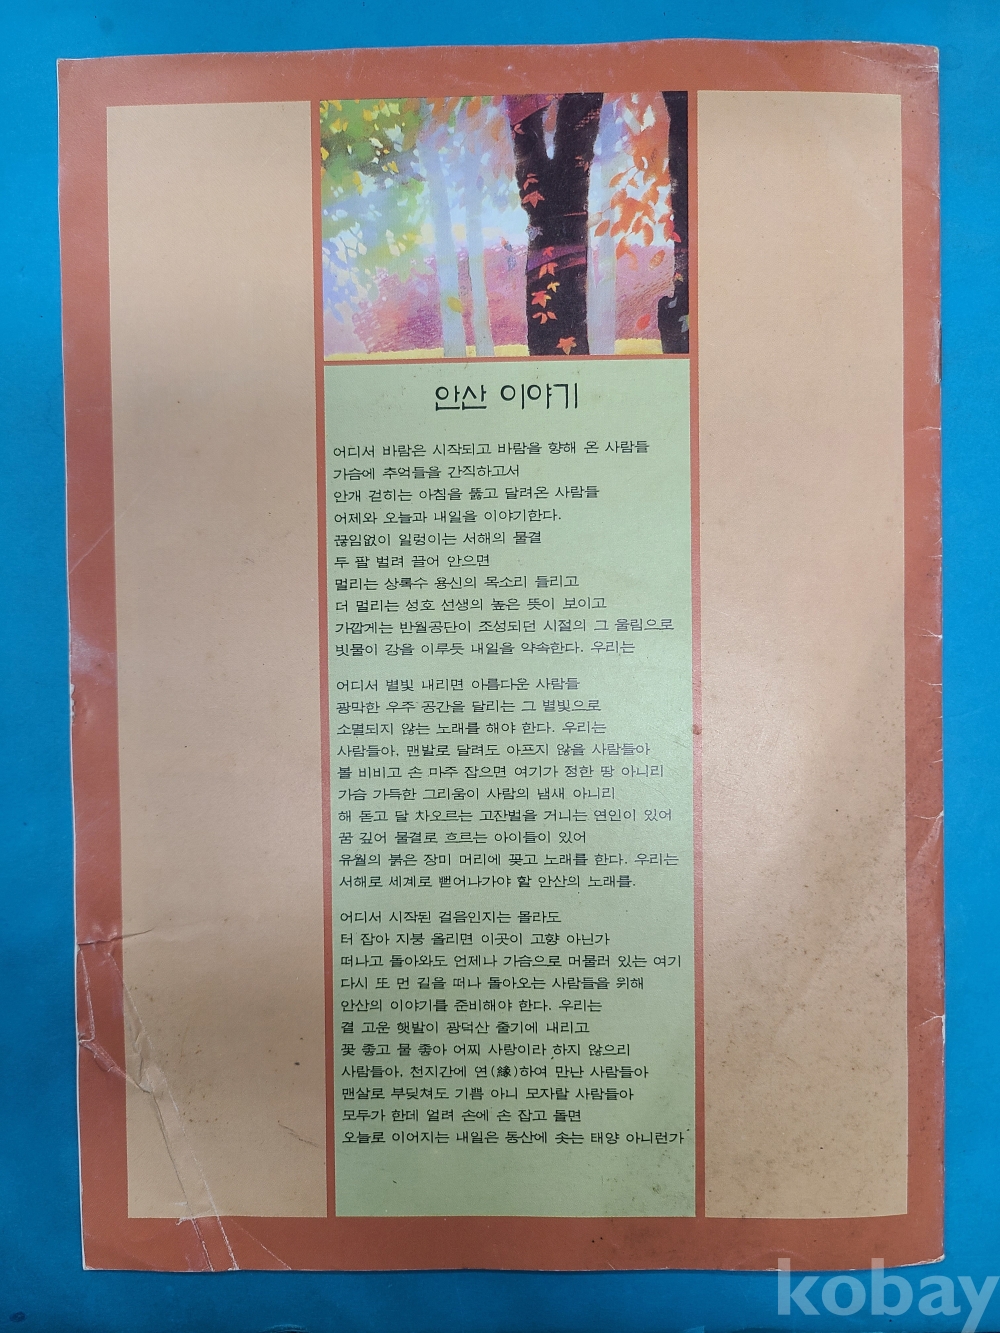 안산 이야기
어디서 바람은 시작되고 바람을 향해 온 사람들
가슴에 추억들을 간직하고서
안개 걷히는 아침을 뚫고 달려온 사람들
어제와 오늘과 내일을 이야기한다.
끊임없이 일렁이는 서해의 물결
두 팔 벌려 끌어 안으면
멀리는 상록수 용신의 목소리 들리고
더 멀리는 성호 선생의 높은 뜻이 보이고
가깝게는 반월공단이 조성되던 시절의 그 울림으로
빗물이 강을 이루듯 내일을 약속한다. 우리는
어디서 별빛 내리면 아름다운 사람들
광막한 우주 공간을 달리는 그 별빛으로
소멸되지 않는 노래를 해야 한다. 우리는
사람들아, 맨발로 달려도 아프지 않을 사람들아
볼 비비고 손 마주 잡으면 여기가 정한 땅 아니리
가슴 가득한 그리움이 사람의 냄새 아니리
해 돋고 달 차오르는 고잔벌을 거니는 연인이 있어
꿈 깊어 물결로 흐르는 아이들이 있어
유월의 붉은 장미 머리에 꽂고 노래를 한다. 우리는
서해로 세계로 뻗어나가야 할 안산의 노래를.
어디서 시작된 걸음인지는 몰라도
터 잡아 지붕 올리면 이곳이 고향 아닌가
떠나고 돌아와도 언제나 가슴으로 머물러 있는 여기
다시 또 먼 길을 떠나 돌아오는 사람들을 위해
안산의 이야기를 준비해야 한다. 우리는
결 고운 햇발이 광덕산 줄기에 내리고
꽃 좋고 물 좋아 어찌 사랑이라 하지 않으리
사람들아, 천지간에 연(緣)하여 만난 사람들아
맨살로 부딪쳐도 기쁨 아니 모자랄 사람들아
모두가 한데 얼려 손에 손 잡고 돌면
오늘로 이어지는 내일은 동산에 솟는 태양 아니런가
kobay